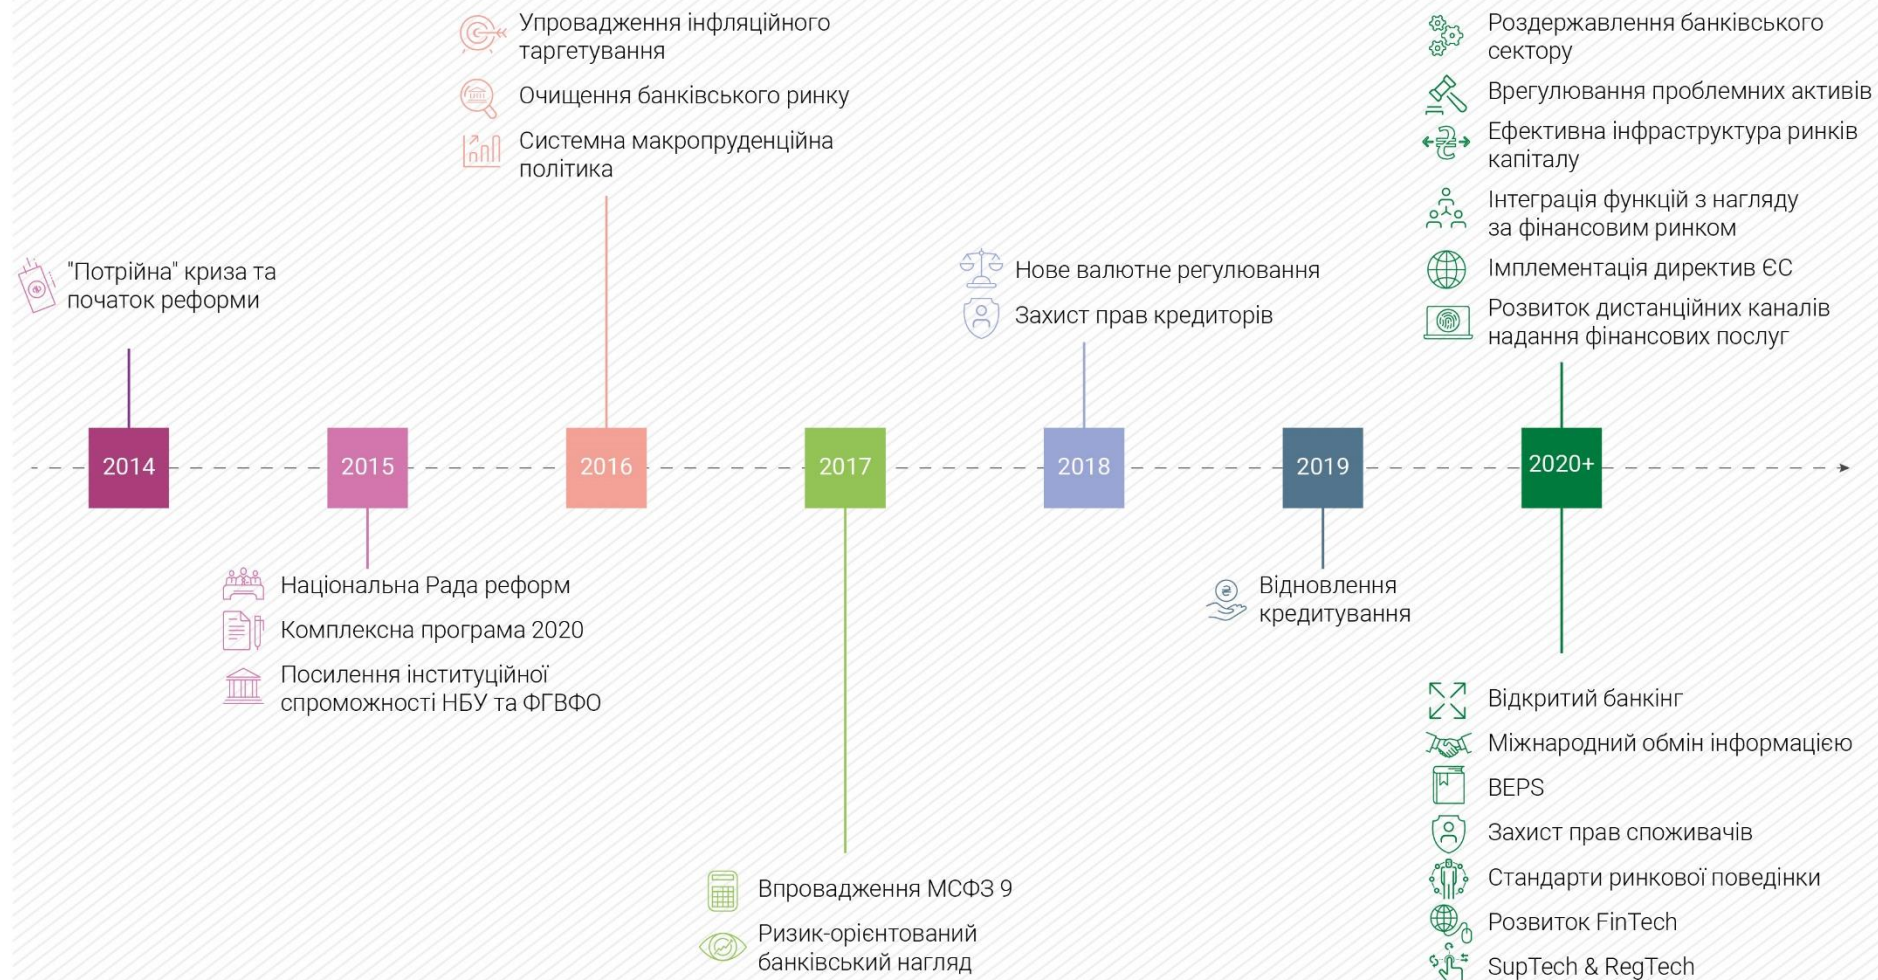 "Потрійна" криза та
початок реформи
Упровадження інфляційного
таргетування
Очищення банківського ринку
Системна макропруденційна
політика
Нове валютне регулювання
Захист прав кредиторів
Роздержавлення банківського
сектору
Врегулювання проблемних активів
Ефективна інфраструктура ринків
капіталу
Інтеграція функцій з нагляду
за фінансовим ринком
Імплементація директив ЄС
Розвиток дистанційних каналів
надання фінансових послуг
2014
2015
2016
2017
2018
2019
2020+
Національна Рада реформ
Комплексна програма 2020
Посилення інституційної
спроможності НБУ та ФГВФО
Впровадження МСФЗ 9
Ризик-орієнтований
банківський нагляд
Відновлення
кредитування
Відкритий банкінг
Міжнародний обмін інформацією
BEPS
Захист прав споживачів
Стандарти ринкової поведінки
Розвиток FinTech
SupTech & RegTech